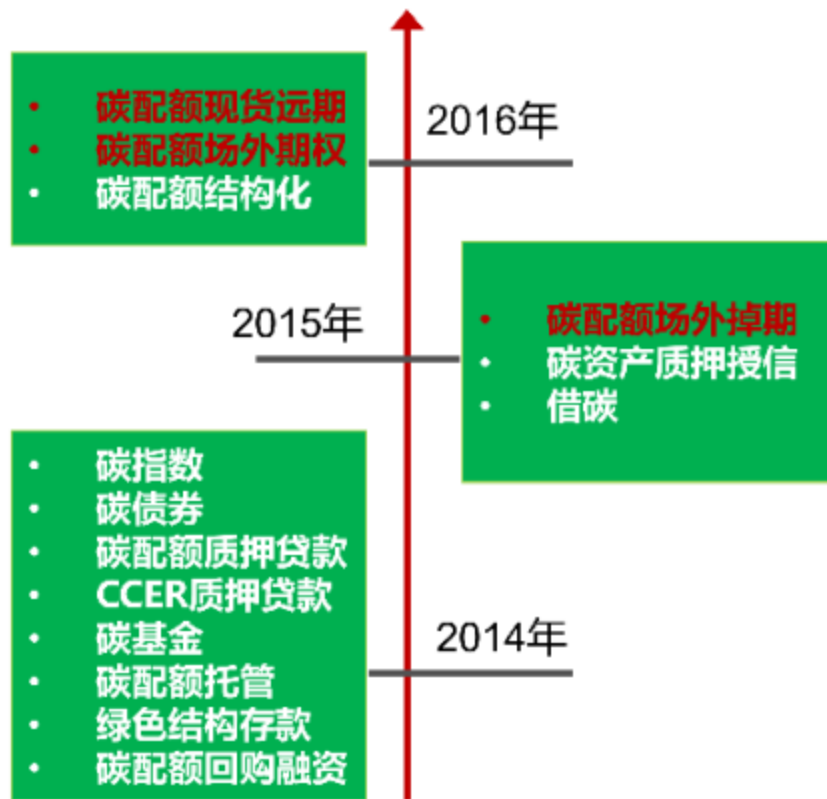 • 碳配额现货远期
• 碳配额场外期权
• 碳配额结构化
2016年
2015年
• 碳配额场外掉期
• 碳资产质押授信
• 借碳
• 碳指数
• 碳债券
• 碳配额质押贷款
• CCER质押贷款
• 碳基金
• 碳配额托管
• 绿色结构存款
• 碳配额回购融资
2014年